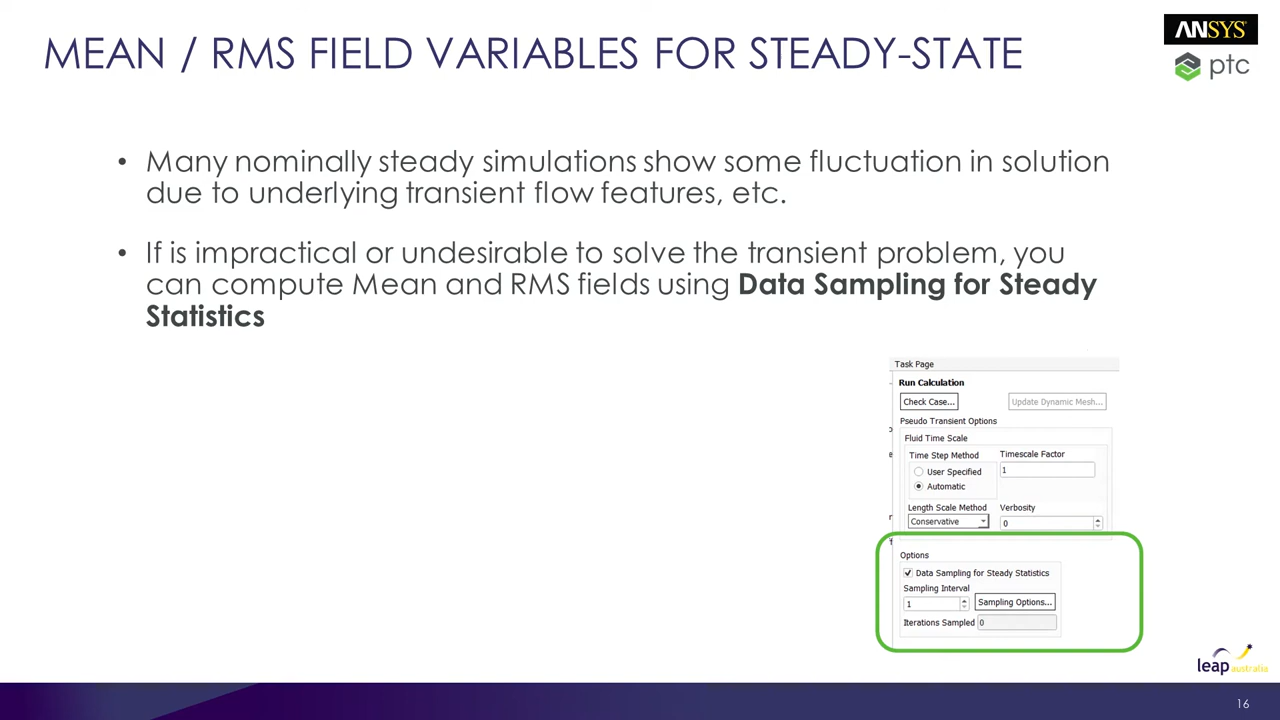 MEAN / RMS FIELD VARIABLES FOR STEADY-STATE
ANSYS
ptc
• Many nominally steady simulations show some fluctuation in solution
due to underlying transient flow features, etc.
• If is impractical or undesirable to solve the transient problem, you
can compute Mean and RMS fields using Data Sampling for Steady
Statistics
Task Page
Run Calculation
Check Case...
Update Dynamic Mesh...
Pseudo Transient Options
Fluid Time Scale
Time Step Method
Timescale Factor
User Specified
1
Automatic
Length Scale Method
Verbosity
Conservative
0
Options
Data Sampling for Steady Statistics
Sampling Interval
1
Sampling Options...
Iterations Sampled 0
leap australia
16